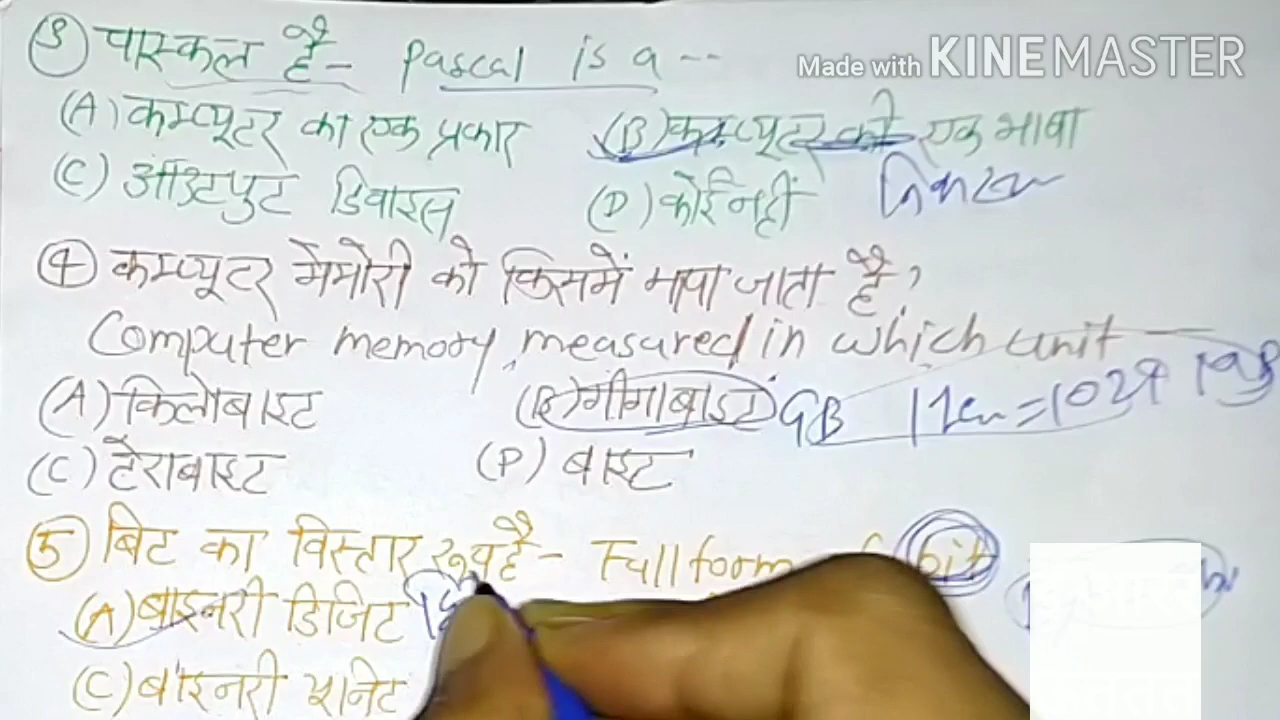 ③ पास्कल है- Pascal is a --
Made with KINEMASTER
(A) कम्प्यूटर का एक प्रकार (B) कम्प्यूटर की एक भाषा
(C) ऑउटपुट डिवाइस (D) कोई नहीं
④ कम्प्यूटर मेमोरी को किसमें मापा जाता है?
Computer memory, measured in which unit —
(A) किलोबाइट (B) गीगाबाइट GB
(C) टेराबाइट (D) बाइट
⑤ बिट का विस्तार रूप है- Full form bit
(A) बाइनरी डिजिट
(C) बाइनरी यूनिट